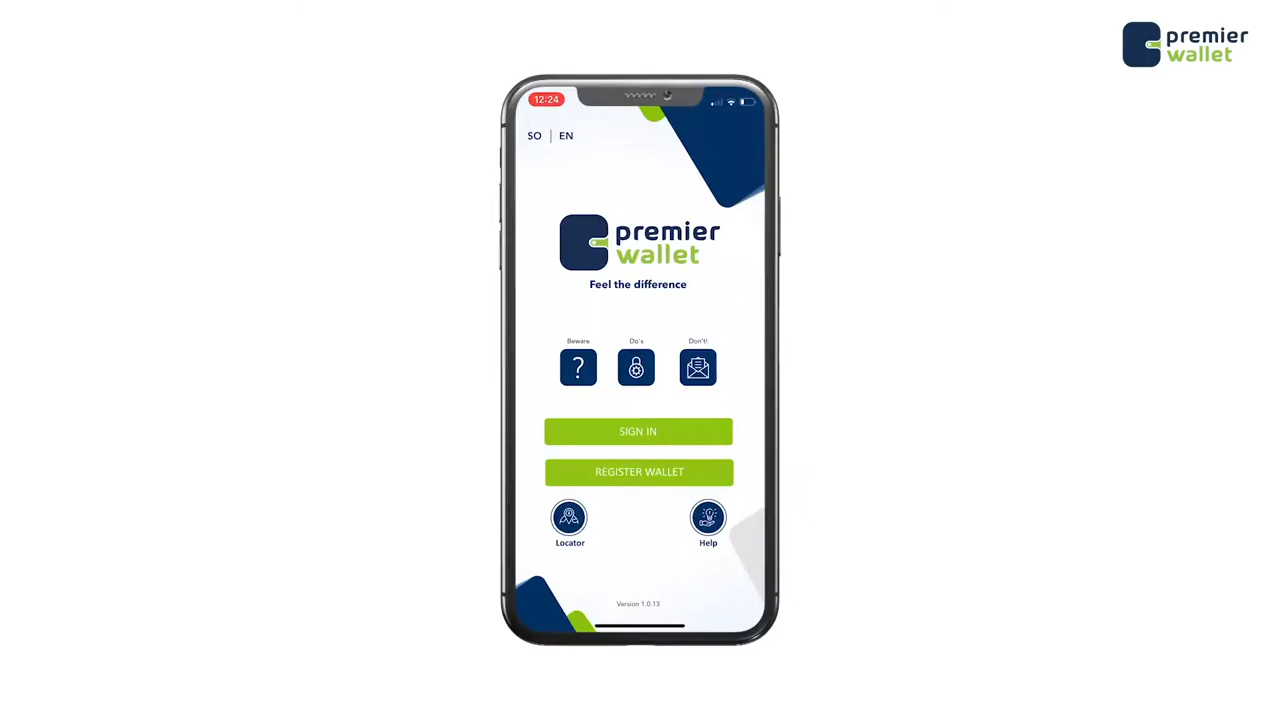 premier
wallet
12:24
SO | EN
premier
wallet
Feel the difference
Beware Do's Don't!
?
SIGN IN
REGISTER WALLET
Locator Help
Version 1.0.13